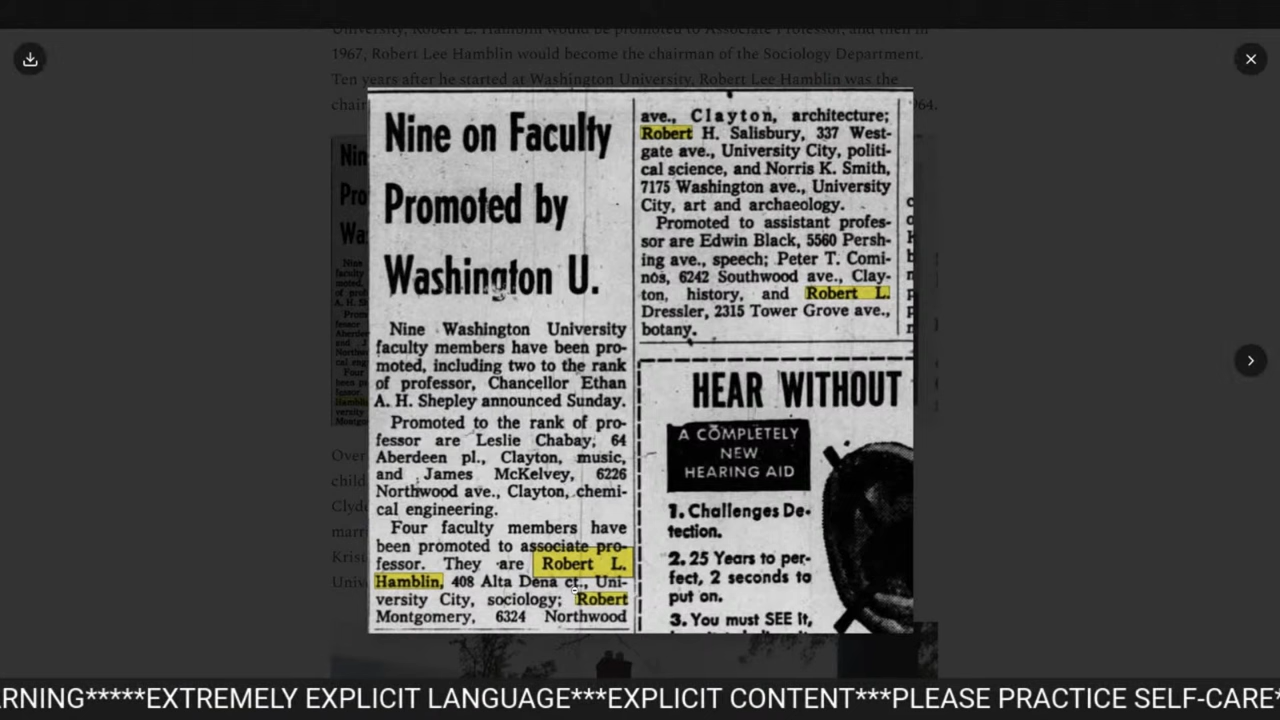 1967, Robert Lee Hamblin would become the chairman of the Sociology Department.
Ten years after he started at Washington University, Robert Lee Hamblin was the
chair 964.
Nine on Faculty
Promoted by
Washington U.
Nine Washington University
faculty members have been pro-
moted, including two to the rank
of professor, Chancellor Ethan
A. H. Shepley announced Sunday.
Promoted to the rank of pro-
fessor are Leslie Chabay, 64
Aberdeen pl., Clayton, music,
and James McKelvey, 6226
Northwood ave., Clayton, chemi-
cal engineering.
Four faculty members have
been promoted to associate pro-
fessor. They are Robert L.
Hamblin, 408 Alta Dena ct., Uni-
versity City, sociology; Robert
Montgomery, 6324 Northwood
ave., Clayton, architecture;
Robert H. Salisbury, 337 West-
gate ave., University City, politi-
cal science, and Norris K. Smith,
7175 Washington ave., University
City, art and archaeology.
Promoted to assistant profes-
sor are Edwin Black, 5560 Persh-
ing ave., speech; Peter T. Comi-
nos, 6242 Southwood ave., Clay-
ton, history, and Robert L.
Dressler, 2315 Tower Grove ave.,
botany.
HEAR WITHOUT
A COMPLETELY
NEW
HEARING AID
1. Challenges De-
tection.
2. 25 Years to per-
fect, 2 seconds to
put on.
3. You must SEE it,
Over
child
Clyde
marr
Krist
Univ
ARNING*****EXTREMELY EXPLICIT LANGUAGE***EXPLICIT CONTENT***PLEASE PRACTICE SELF-CARE*